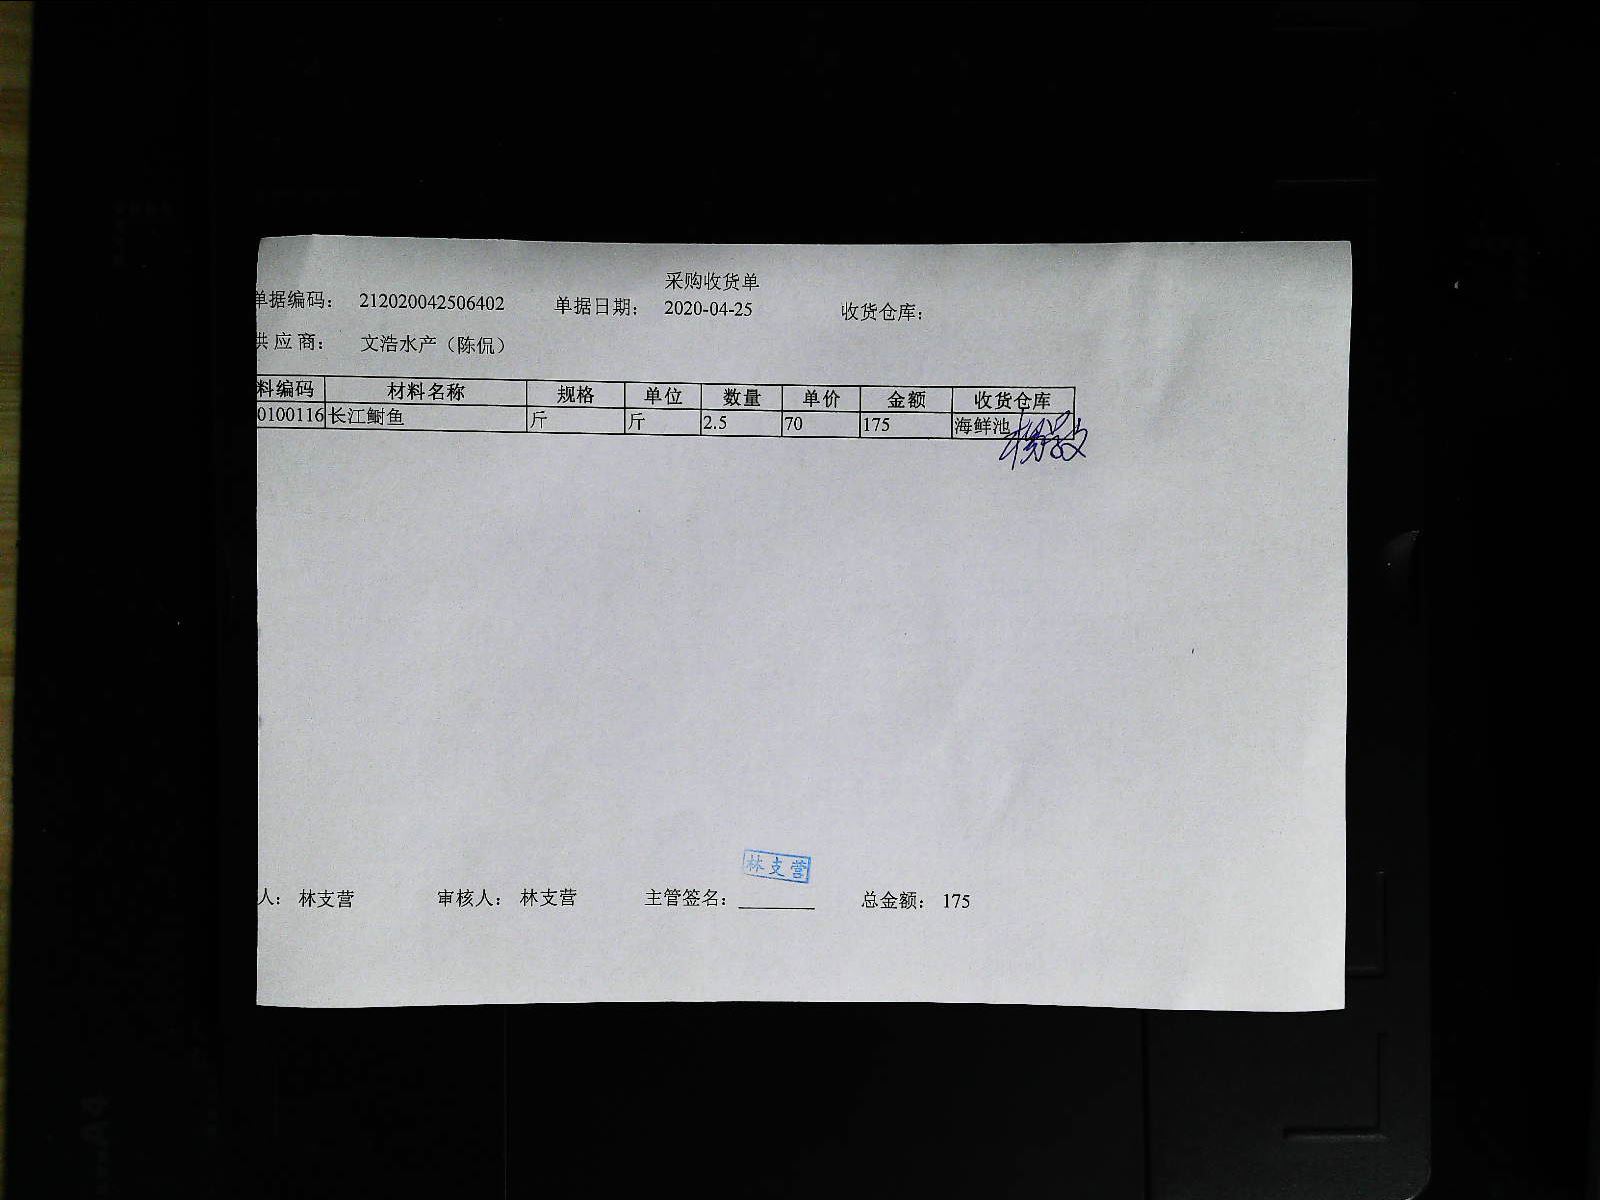 采购收货单
单据编码： 212020042506402 单据日期： 2020-04-25 收货仓库：
供 应 商： 文浩水产（陈侃）
料编码 材料名称 规格 单位 数量 单价 金额 收货仓库
0100116 长江鲥鱼 斤 斤 2.5 70 175 海鲜池
林支营
人： 林支营 审核人： 林支营 主管签名： 总金额： 175